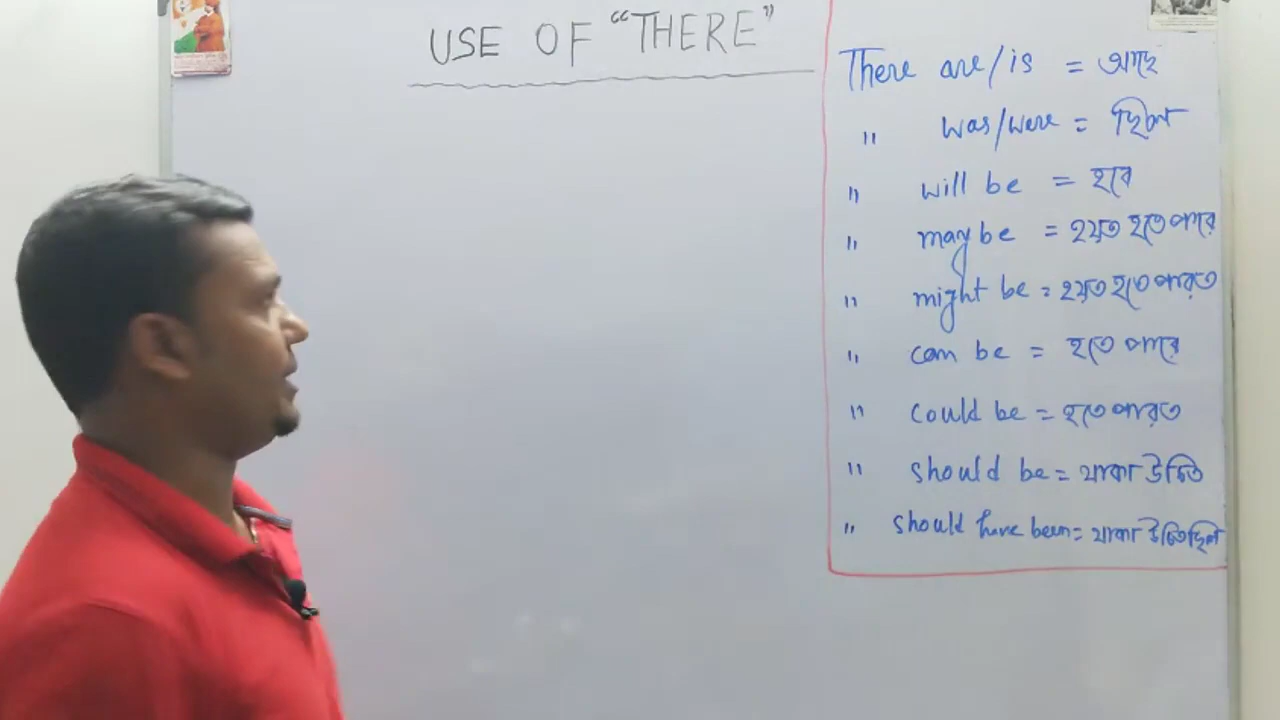 USE OF “THERE”
There are/is = আছে
" was/were = ছিল
" will be = হবে
" may be = হয়ত হতে পারে
" might be = হয়ত হতে পারত
" can be = হতে পারে
" could be = হতে পারত
" should be = থাকা উচিত
" should have been = থাকা উচিত ছিল